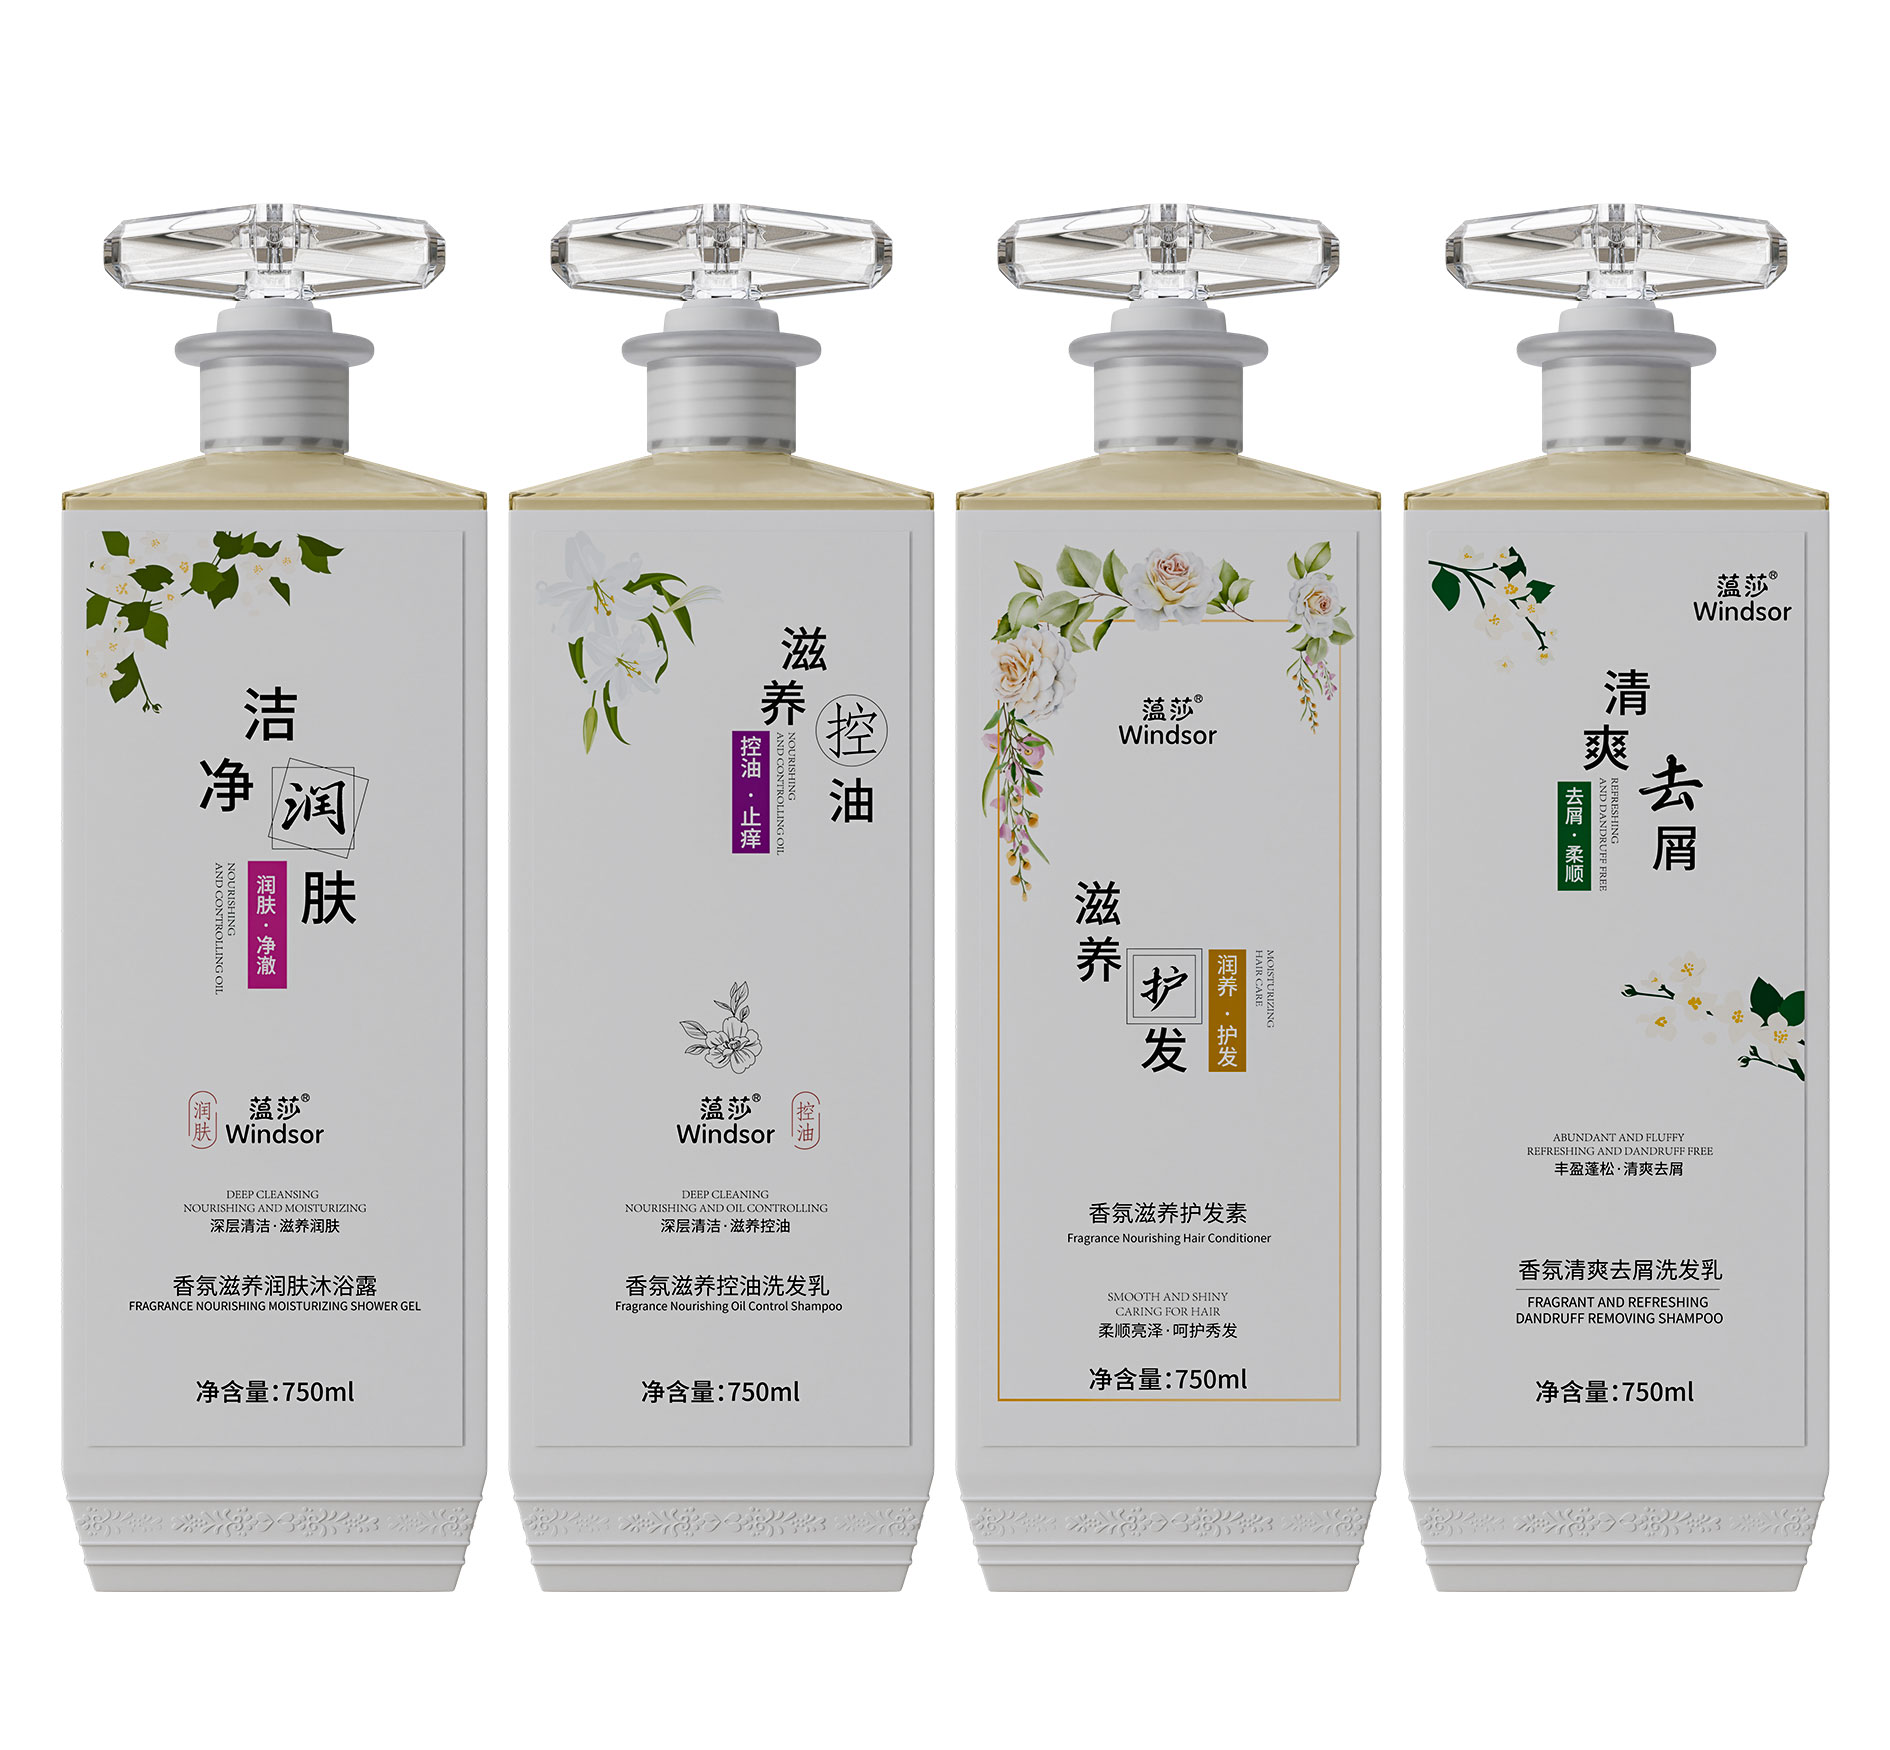 洁
净
润
肤
NOURISHING
AND CONTROLLING OIL
润肤·净澈
润肤
薀莎®
Windsor
DEEP CLEANSING
NOURISHING AND MOISTURIZING
深层清洁·滋养润肤
香氛滋养润肤沐浴露
FRAGRANCE NOURISHING MOISTURIZING SHOWER GEL
净含量:750ml
滋
养
控
油
控油·止痒
NOURISHING
AND CONTROLLING OIL
薀莎®
Windsor
控油
DEEP CLEANING
NOURISHING AND OIL CONTROLLING
深层清洁·滋养控油
香氛滋养控油洗发乳
Fragrance Nourishing Oil Control Shampoo
净含量:750ml
薀莎®
Windsor
滋
养
护
发
润养·护发
MOISTURIZING
HAIR CARE
香氛滋养护发素
Fragrance Nourishing Hair Conditioner
SMOOTH AND SHINY
CARING FOR HAIR
柔顺亮泽·呵护秀发
净含量:750ml
薀莎®
Windsor
清
爽
去
屑
去屑·柔顺
REFRESHING
AND DANDRUFF FREE
ABUNDANT AND FLUFFY
REFRESHING AND DANDRUFF FREE
丰盈蓬松·清爽去屑
香氛清爽去屑洗发乳
FRAGRANT AND REFRESHING
DANDRUFF REMOVING SHAMPOO
净含量:750ml